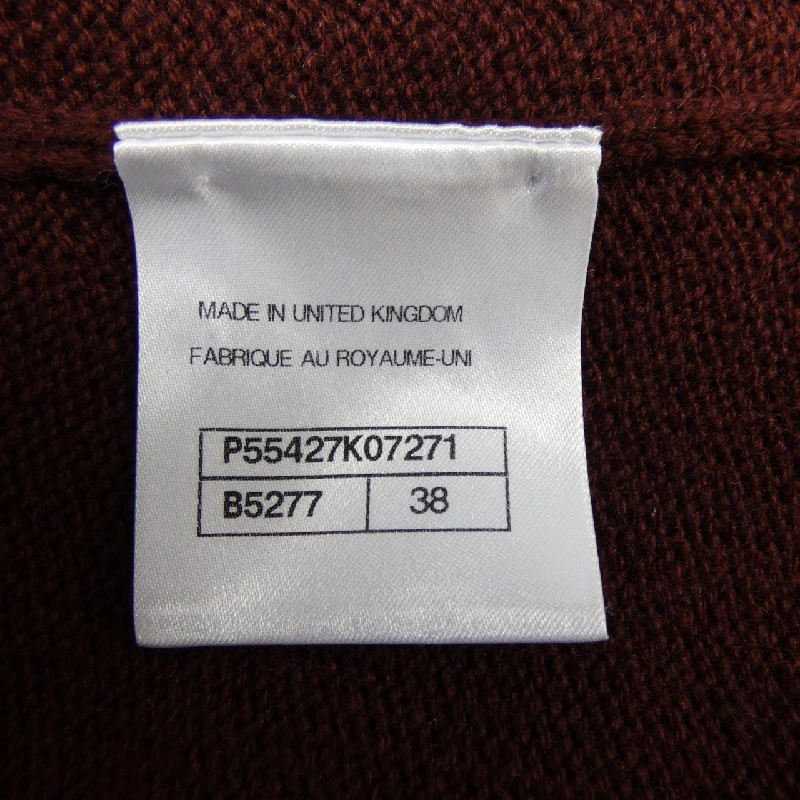 MADE IN UNITED KINGDOM
FABRIQUE AU ROYAUME-UNI
P55427K07271
B5277 38